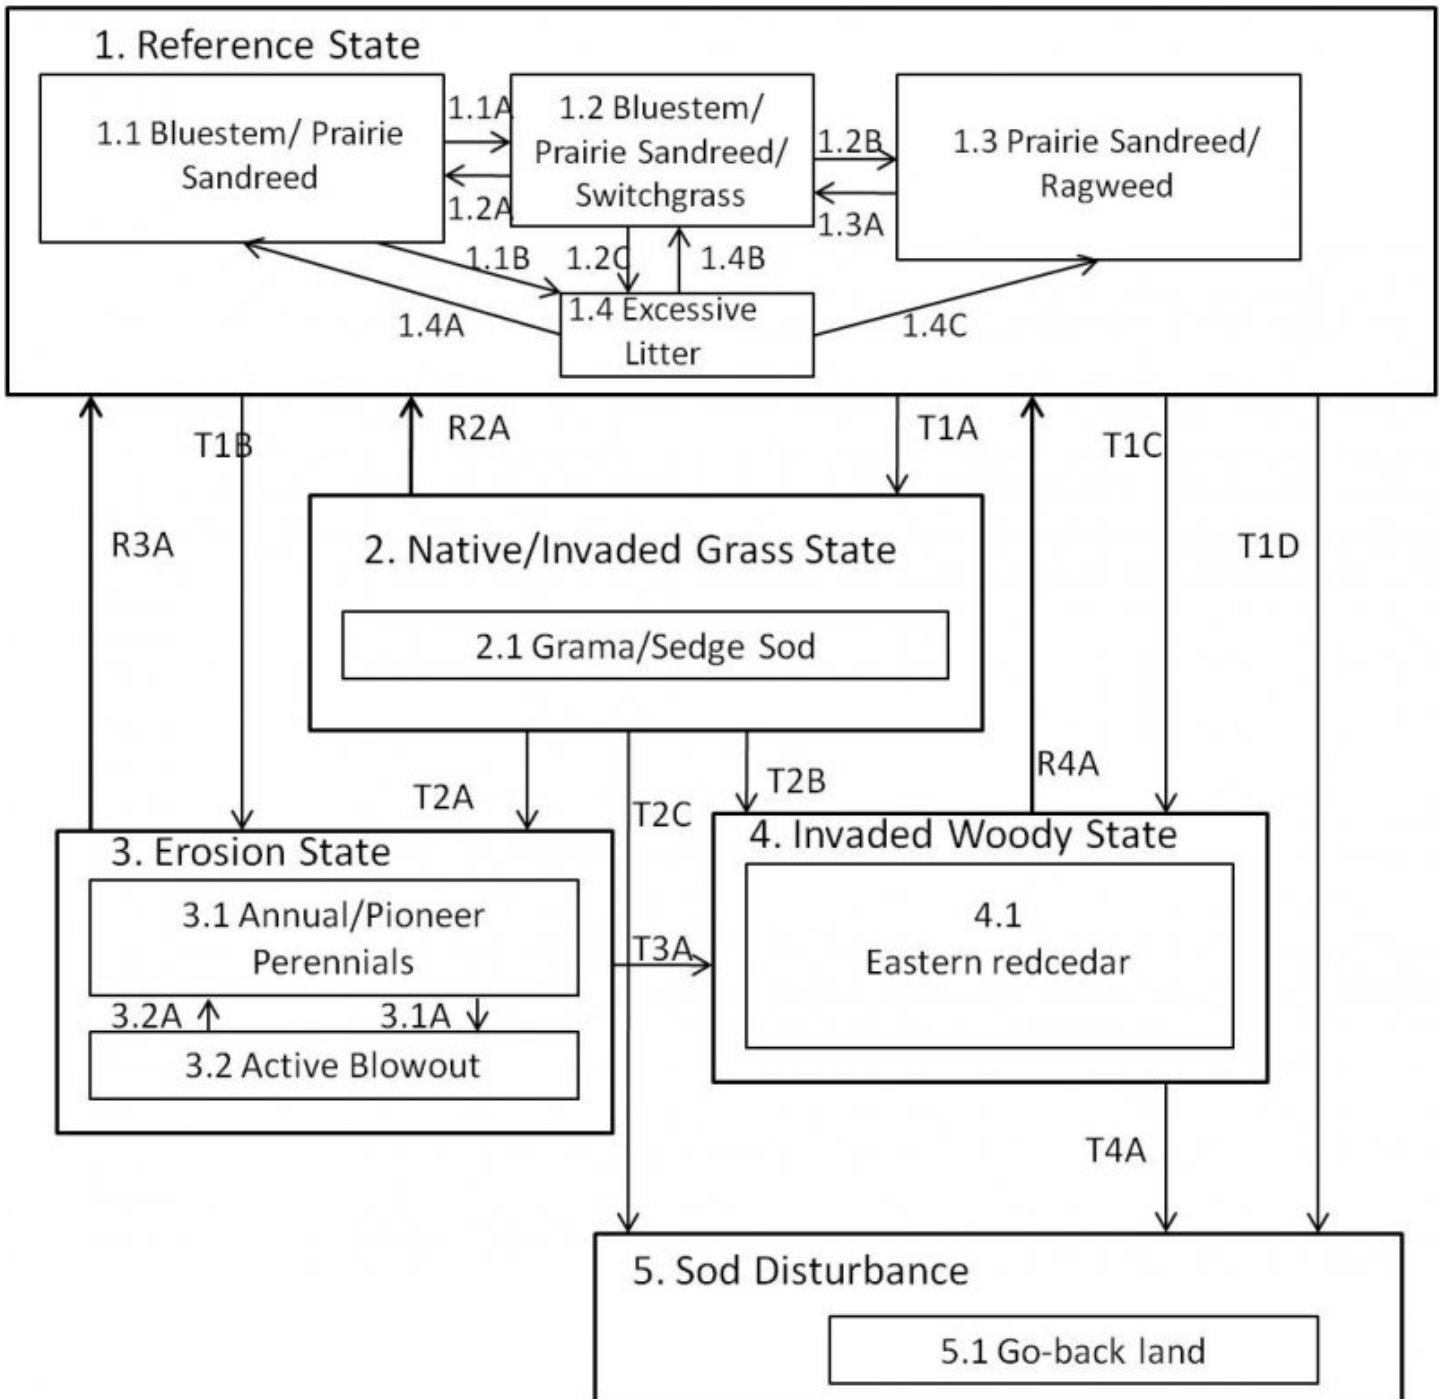 1. Reference State
1.1 Bluestem/ Prairie
Sandreed
1.1A
1.2A
1.2 Bluestem/
Prairie Sandreed/
Switchgrass
1.2B
1.3A
1.3 Prairie Sandreed/
Ragweed
1.1B
1.2C
1.4B
1.4A
1.4 Excessive
Litter
1.4C
T1B
R2A
T1A
T1C
R3A
T1D
2. Native/Invaded Grass State
2.1 Grama/Sedge Sod
T2A
T2C
T2B
R4A
3. Erosion State
3.1 Annual/Pioneer
Perennials
3.2A
3.1A
3.2 Active Blowout
T3A
4. Invaded Woody State
4.1
Eastern redcedar
T4A
5. Sod Disturbance
5.1 Go-back land